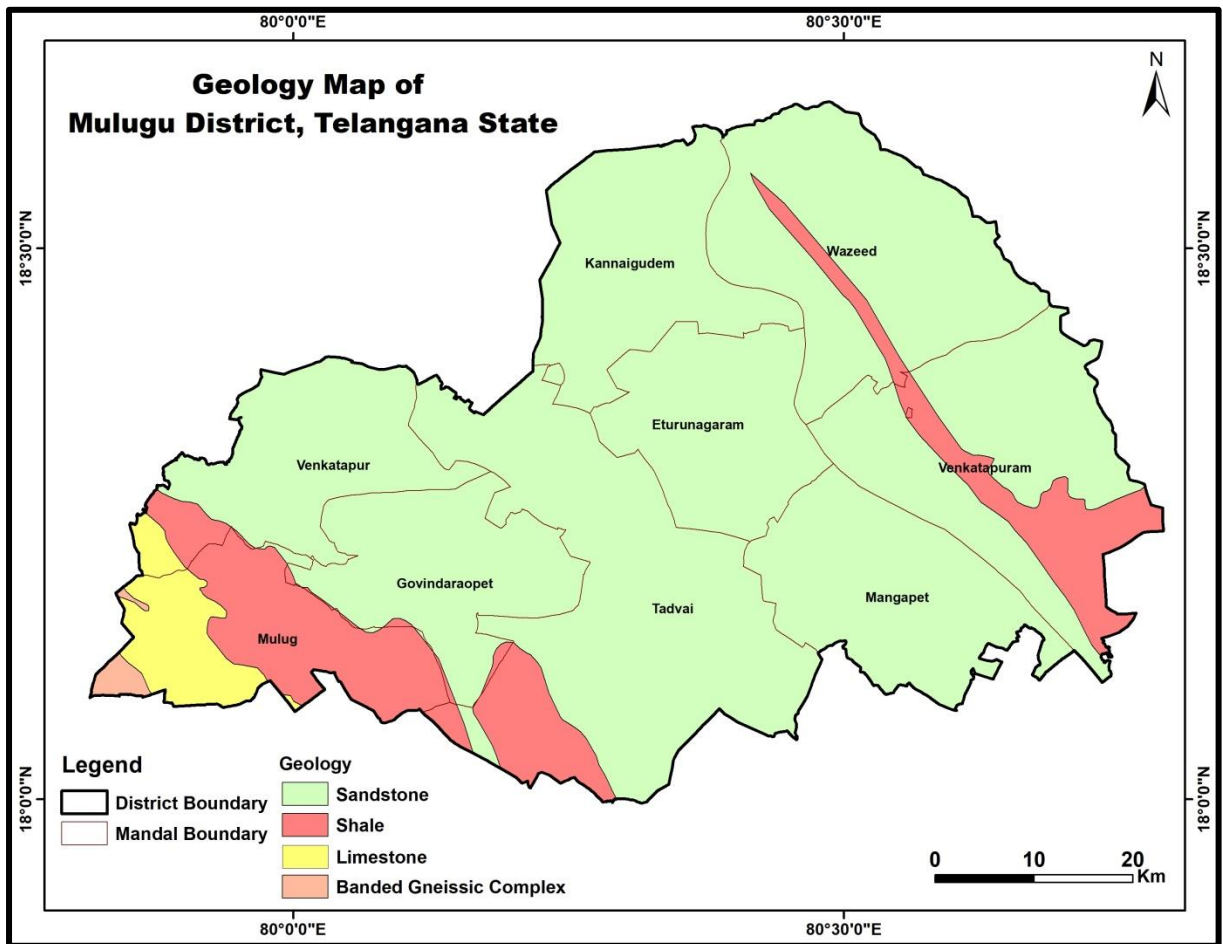 80°0'0"E
80°30'0"E
Geology Map of
Mulugu District, Telangana State
N
18°30'0"N
18°30'0"N
Kannaigudem
Wazeed
Eturunagaram
Venkatapur
Venkatapuram
Govindaraopet
Tadvai
Mangapet
Mulug
18°0'0"N
18°0'0"N
Legend
District Boundary
Mandal Boundary
Geology
Sandstone
Shale
Limestone
Banded Gneissic Complex
0 10 20
Km
80°0'0"E
80°30'0"E